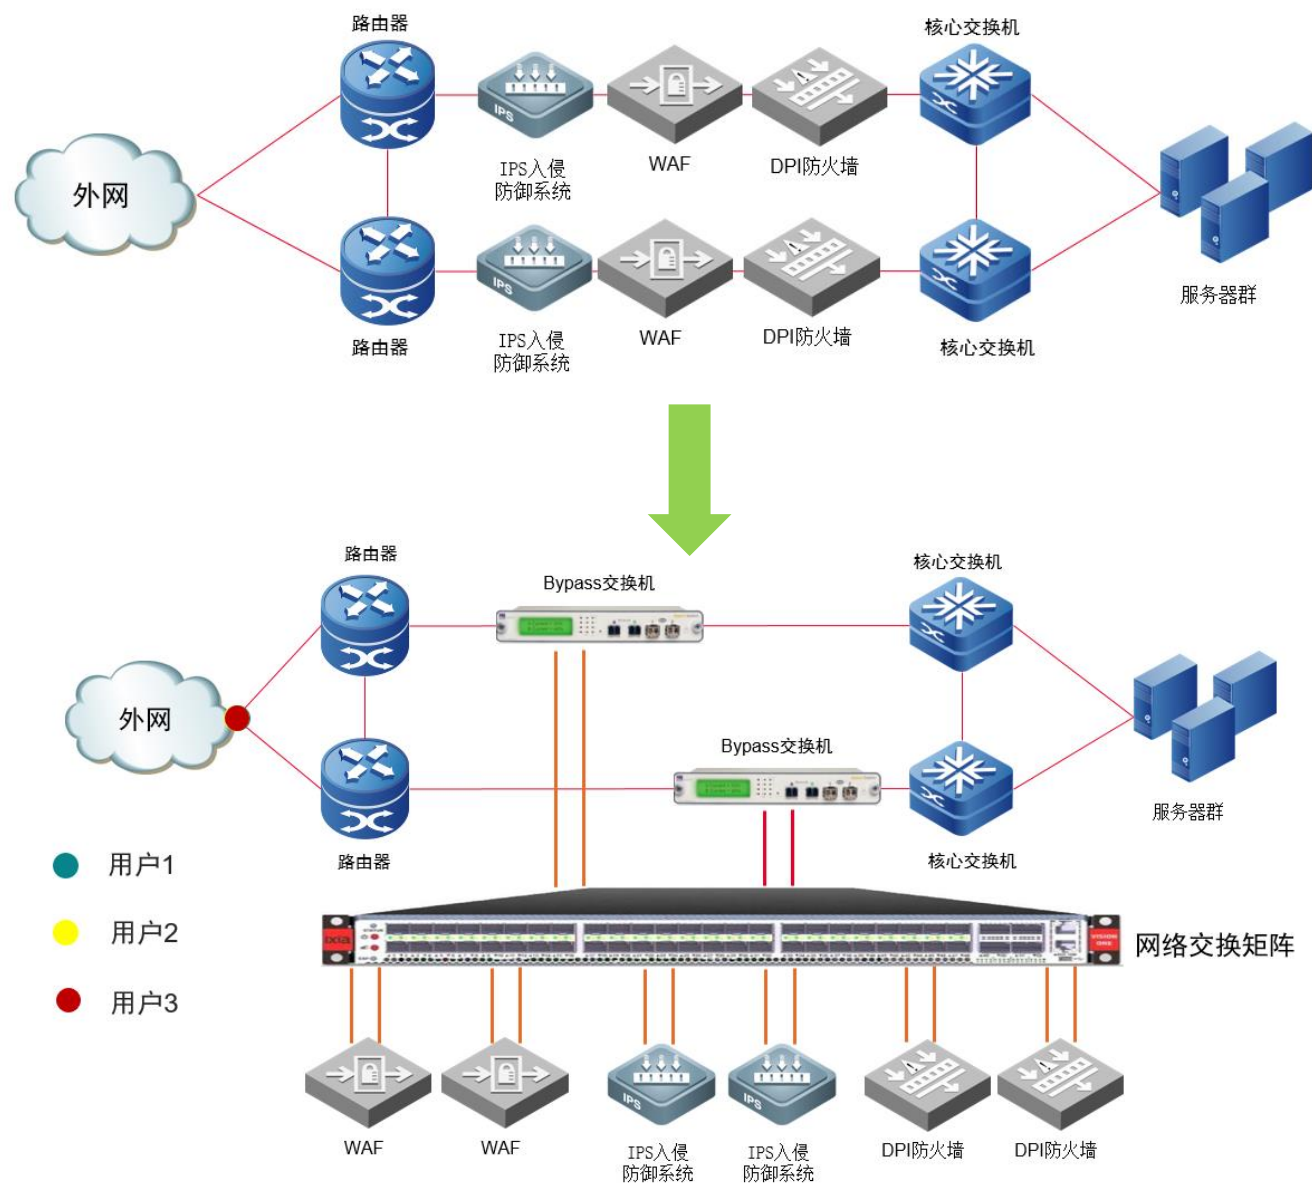 路由器
核心交换机
外网
IPS
IPS入侵
防御系统
WAF
DPI防火墙
IPS
路由器
IPS入侵
防御系统
WAF
DPI防火墙
核心交换机
服务器群
路由器
Bypass交换机
核心交换机
外网
Bypass交换机
路由器
核心交换机
服务器群
用户1
用户2
用户3
ixia
VISION
ONE
网络交换矩阵
IPS
IPS
WAF
WAF
IPS入侵
防御系统
IPS入侵
防御系统
DPI防火墙
DPI防火墙